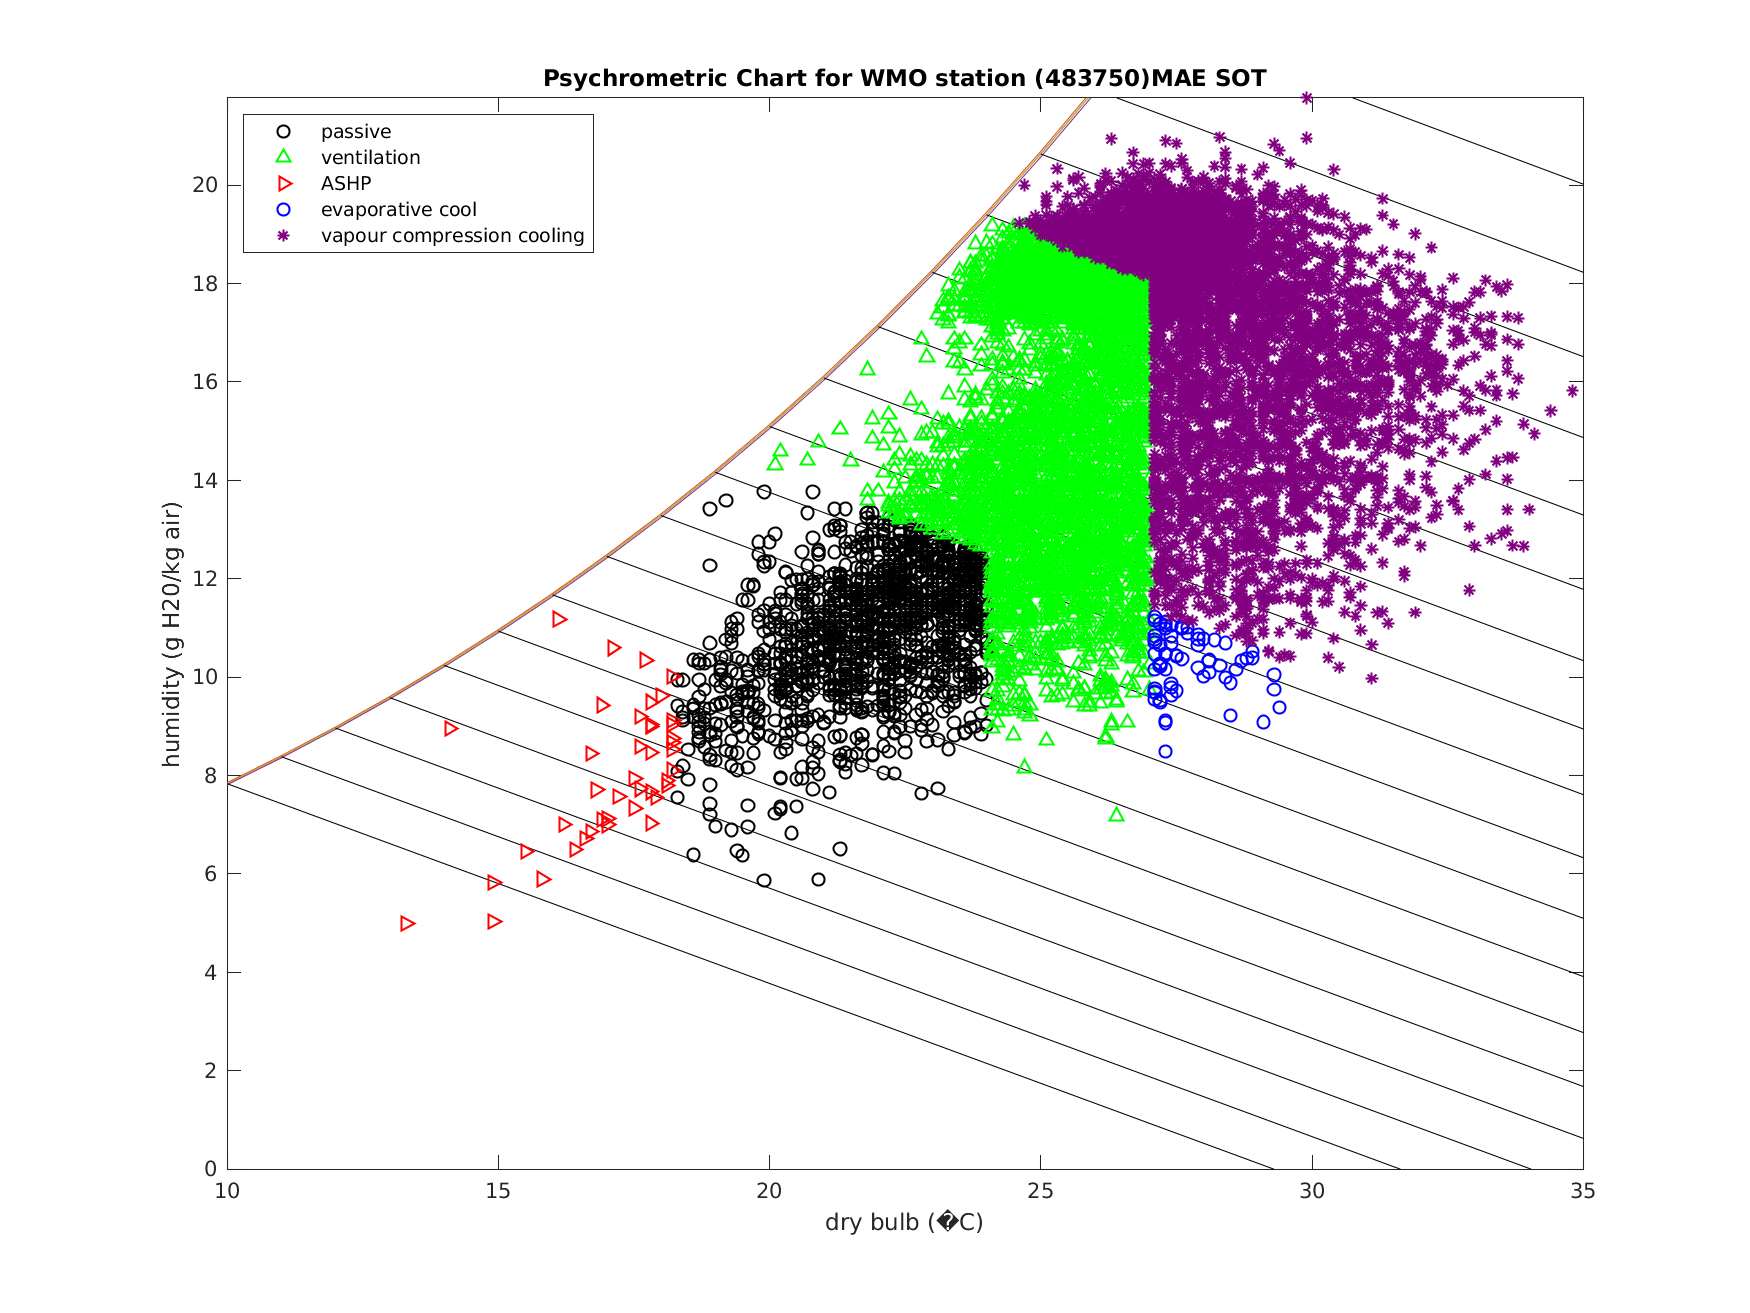 Psychrometric Chart for WMO station (483750)MAE SOT
passive
ventilation
ASHP
evaporative cool
vapour compression cooling
humidity (g H20/kg air)
20
18
16
14
12
10
8
6
4
2
0
10 15 20 25 30 35
dry bulb (�C)